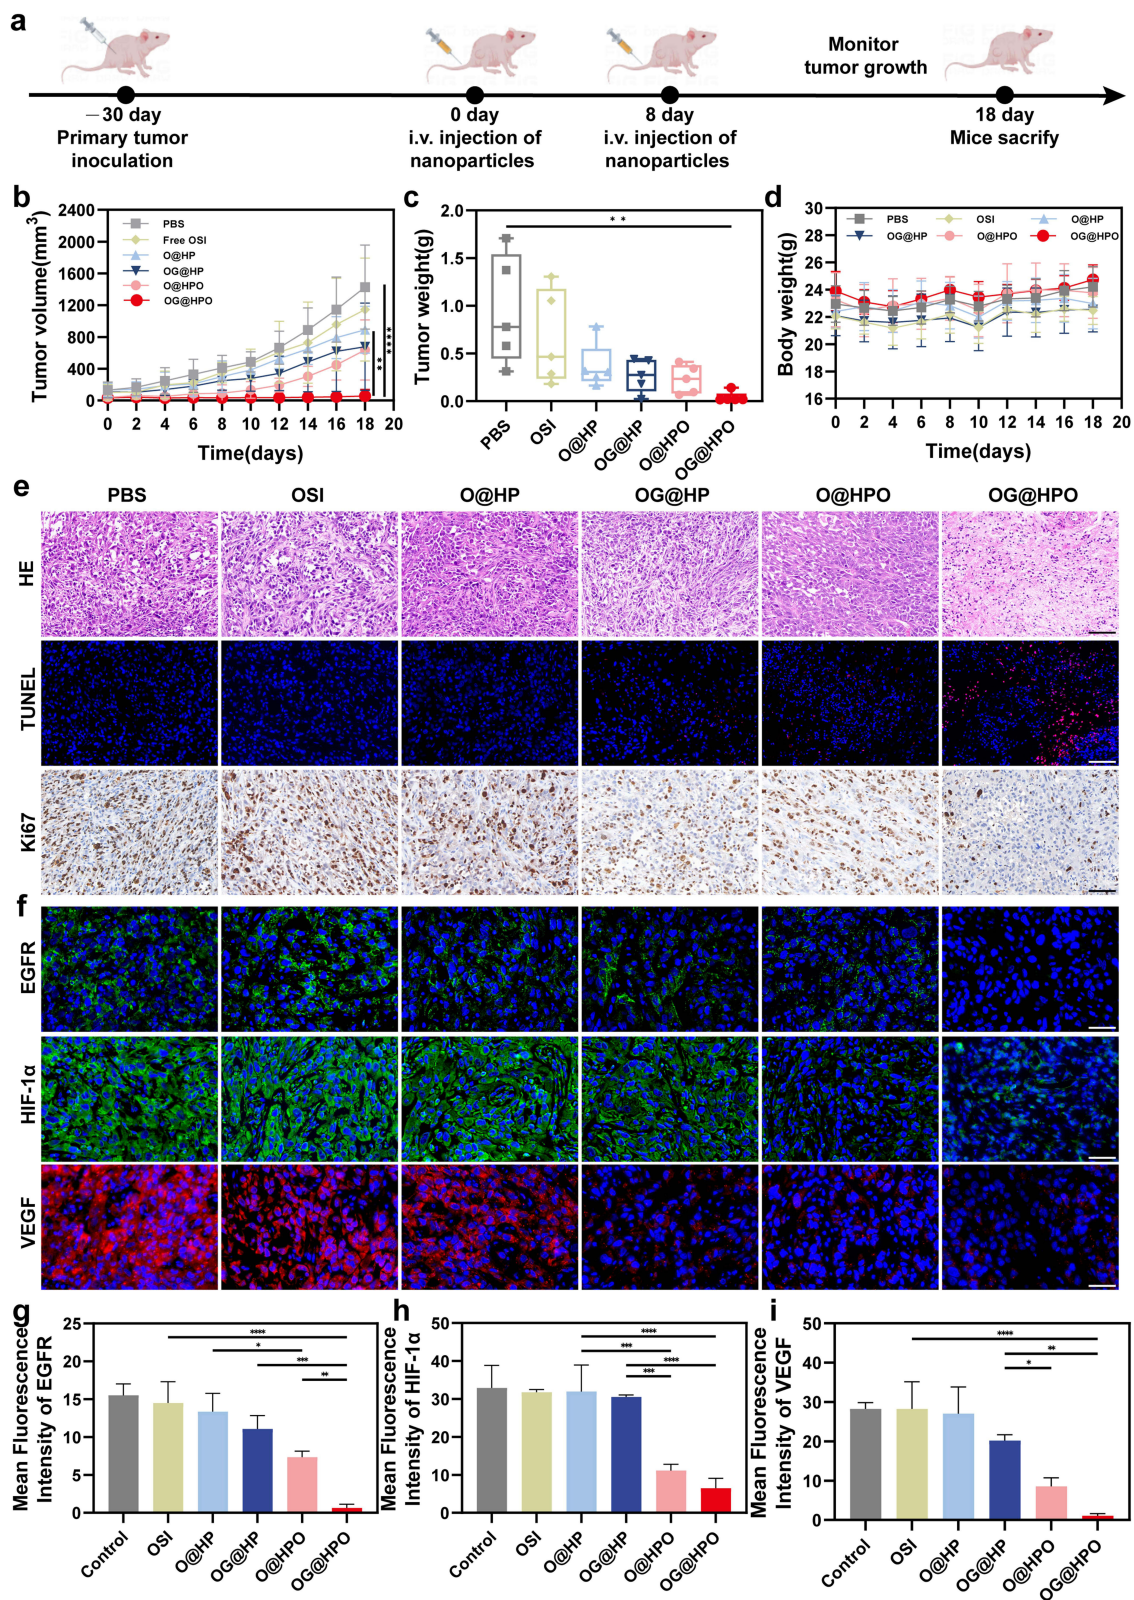 a
Monitor
tumor growth
−30 day
Primary tumor
inoculation
0 day
i.v. injection of
nanoparticles
8 day
i.v. injection of
nanoparticles
18 day
Mice sacrify
b
Tumor volume(mm³)
2400
2000
1600
1200
800
400
0
PBS
Free OSI
O@HP
OG@HP
O@HPO
OG@HPO
**
****
0 2 4 6 8 10 12 14 16 18 20
Time(days)
c
Tumor weight(g)
2.0
1.5
1.0
0.5
0.0
* *
PBS
OSI
O@HP
OG@HP
O@HPO
OG@HPO
d
Body weight(g)
30
28
26
24
22
20
18
16
PBS OSI O@HP
OG@HP O@HPO OG@HPO
0 2 4 6 8 10 12 14 16 18 20
Time(days)
e
PBS OSI O@HP OG@HP O@HPO OG@HPO
HE
TUNEL
Ki67
f
EGFR
HIF-1α
VEGF
g
Mean Fluorescence
Intensity of EGFR
25
20
15
10
5
0
****
*
***
**
Control
OSI
O@HP
OG@HP
O@HPO
OG@HPO
h
Mean Fluorescence
Intensity of HIF-1α
50
40
30
20
10
0
****
***
****
***
Control
OSI
O@HP
OG@HP
O@HPO
OG@HPO
i
Mean Fluorescence
Intensity of VEGF
50
40
30
20
10
0
****
**
*
Control
OSI
O@HP
OG@HP
O@HPO
OG@HPO